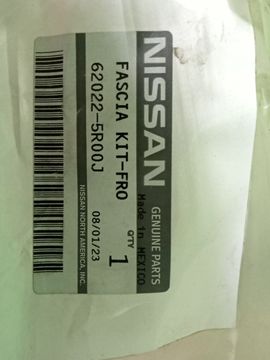 NISSAN
GENUINE PARTS
Made in MEXICO
FASCIA KIT-FRO
Q'TY
1
62022-5R00J
08/01/23
NISSAN NORTH AMERICA, INC.